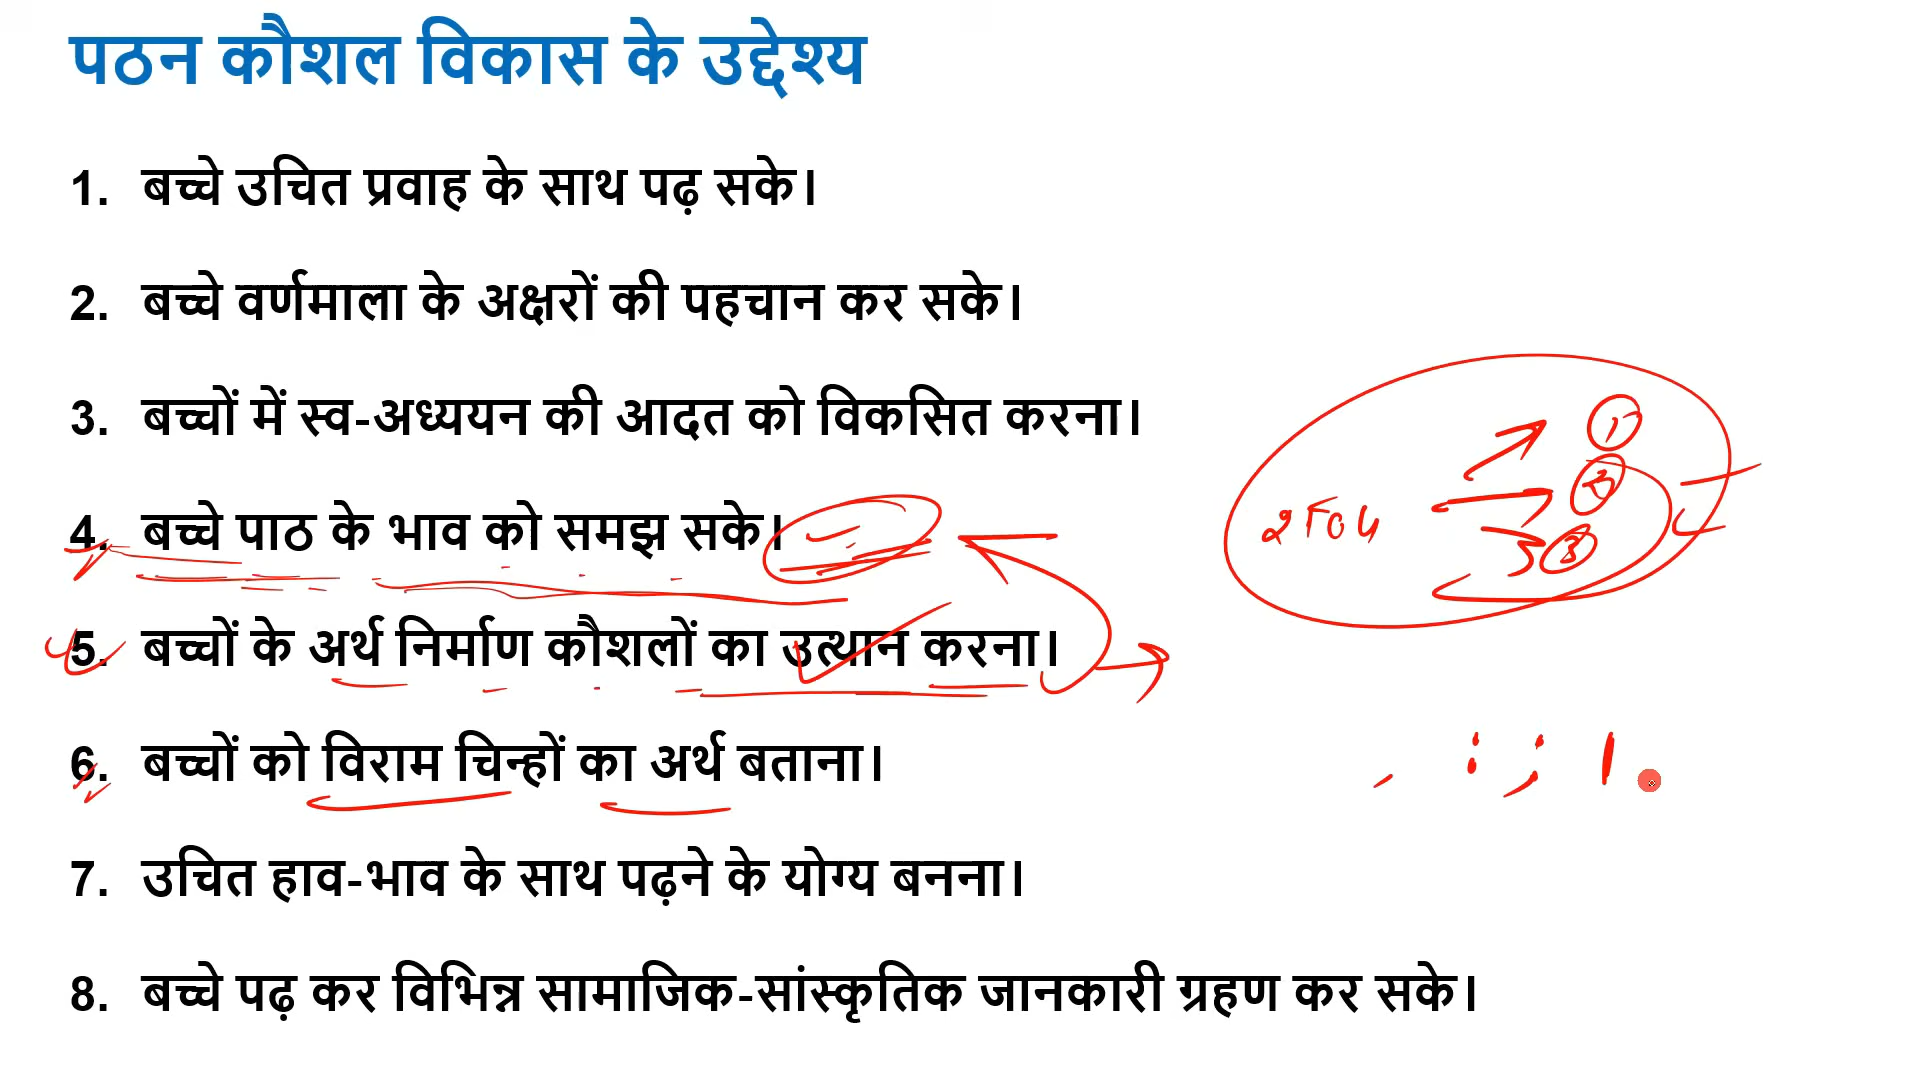 पठन कौशल विकास के उद्देश्य
1. बच्चे उचित प्रवाह के साथ पढ़ सके।
2. बच्चे वर्णमाला के अक्षरों की पहचान कर सके।
3. बच्चों में स्व-अध्ययन की आदत को विकसित करना।
4. बच्चे पाठ के भाव को समझ सके।
5. बच्चों के अर्थ निर्माण कौशलों का उत्थान करना।
6. बच्चों को विराम चिन्हों का अर्थ बताना।
7. उचित हाव-भाव के साथ पढ़ने के योग्य बनना।
8. बच्चे पढ़ कर विभिन्न सामाजिक-सांस्कृतिक जानकारी ग्रहण कर सके।
, : ; ।